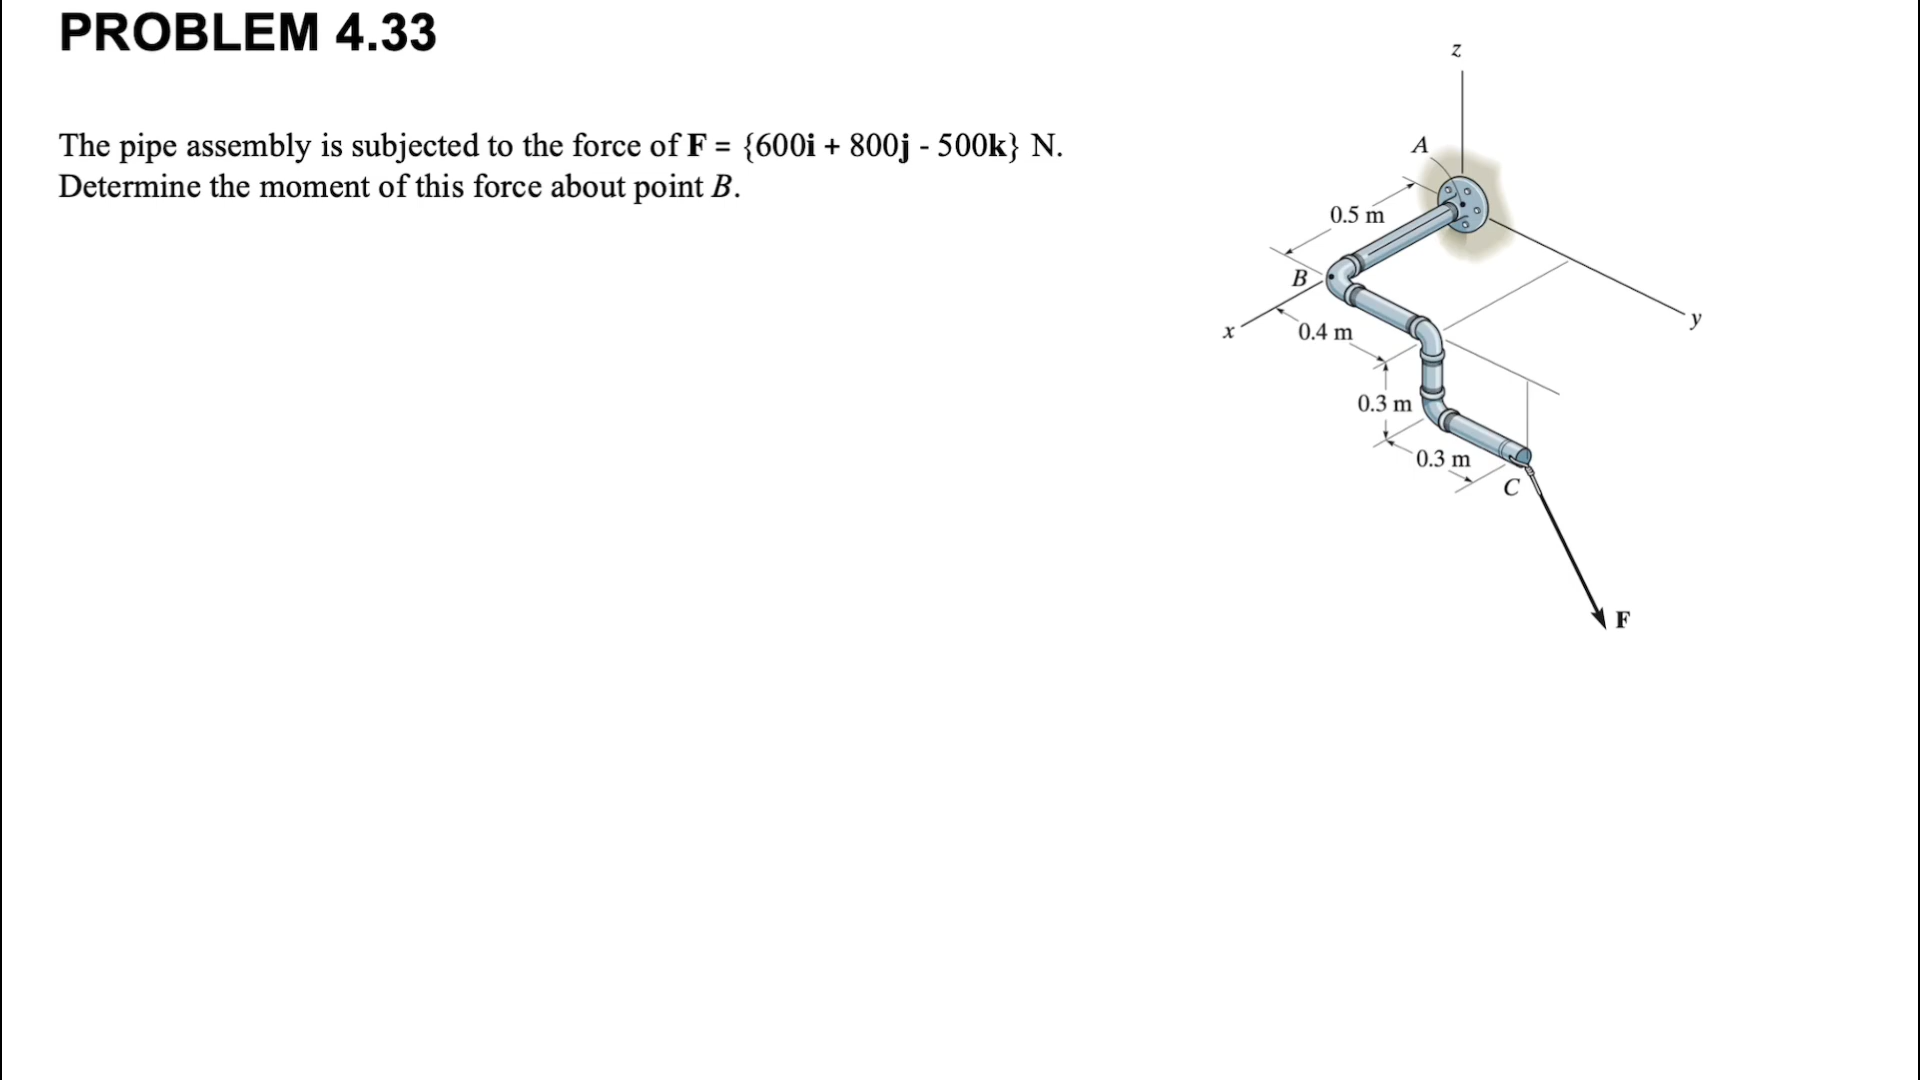 PROBLEM 4.33
The pipe assembly is subjected to the force of F = {600i + 800j - 500k} N.
Determine the moment of this force about point B.
z
A
0.5 m
B
x
0.4 m
y
0.3 m
0.3 m
C
F